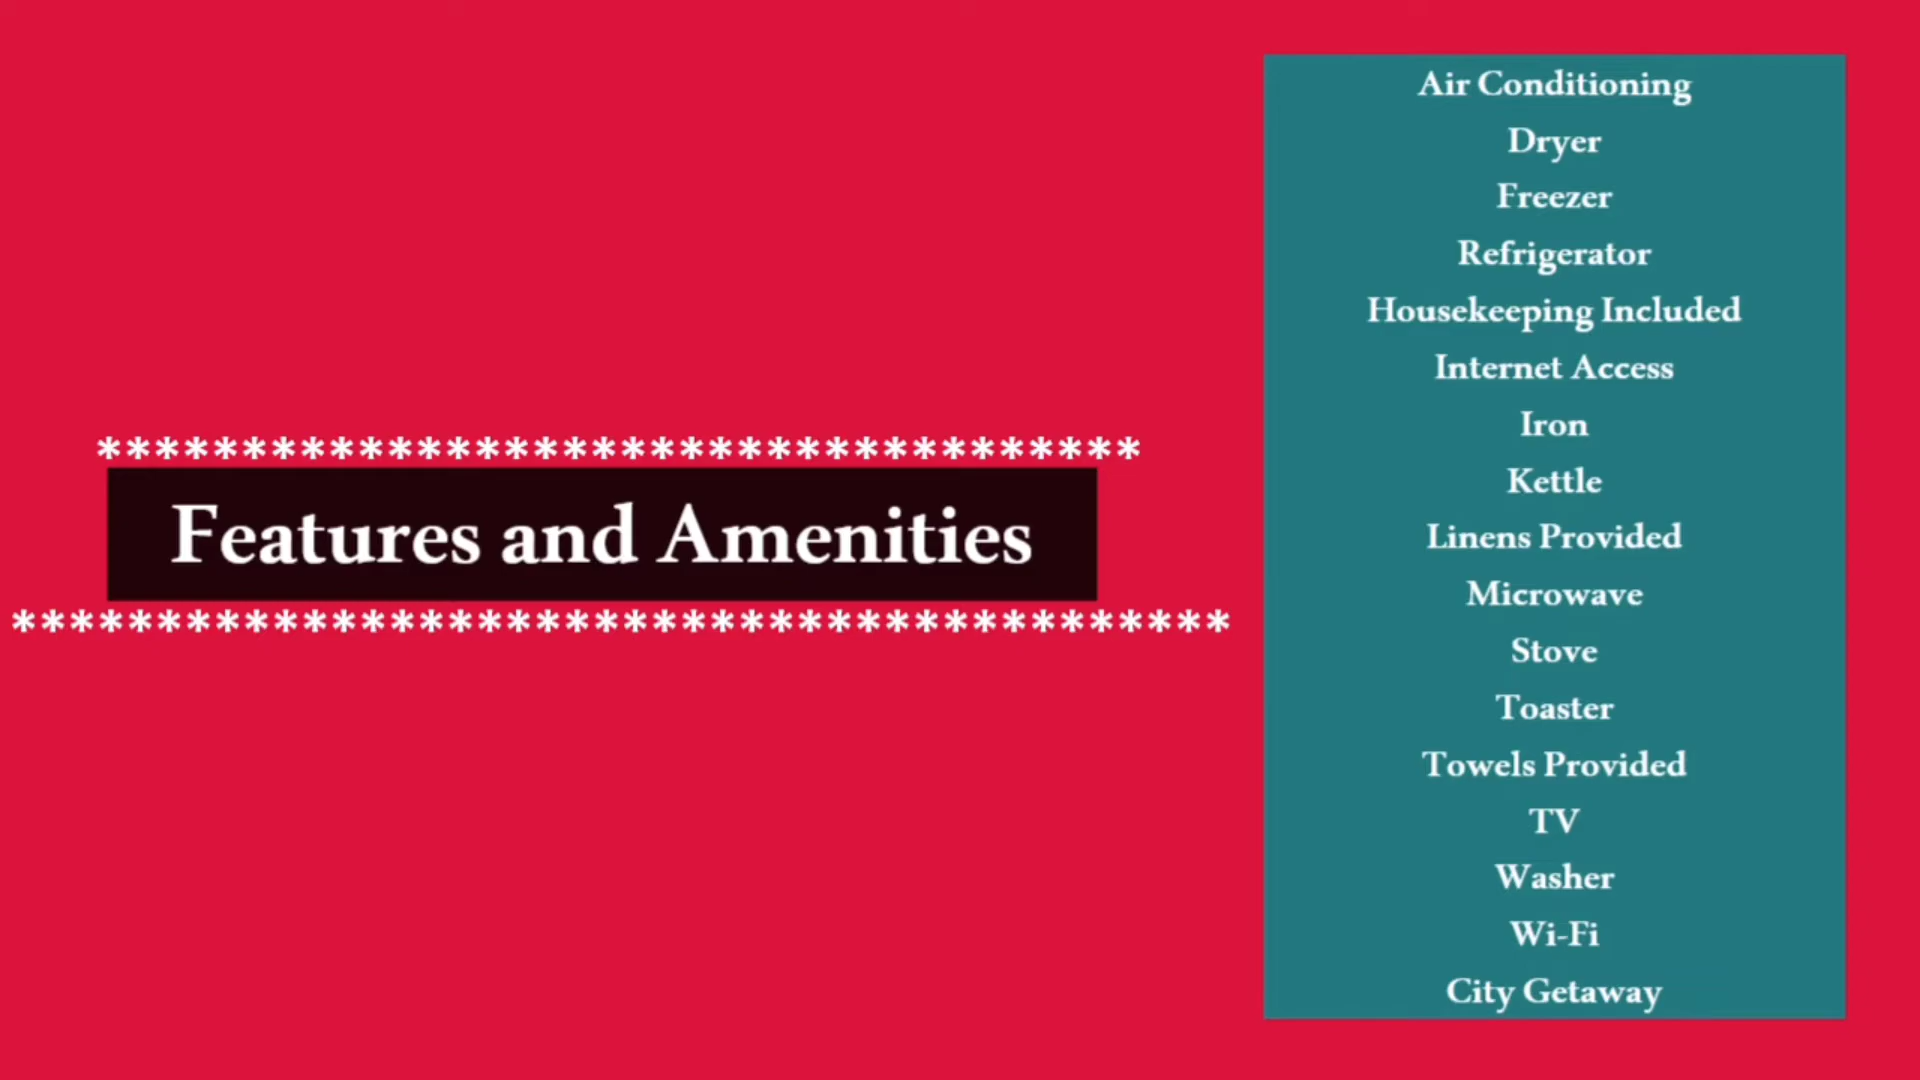 ************************************
Features and Amenities
******************************************
Air Conditioning
Dryer
Freezer
Refrigerator
Housekeeping Included
Internet Access
Iron
Kettle
Linens Provided
Microwave
Stove
Toaster
Towels Provided
TV
Washer
Wi-Fi
City Getaway